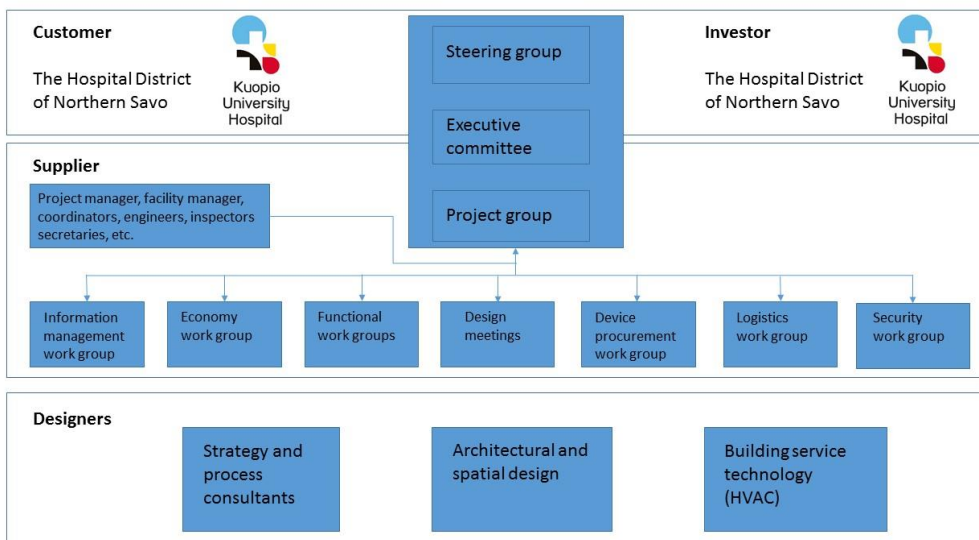 Customer
The Hospital District
of Northern Savo
Kuopio
University
Hospital
Steering group
Executive
committee
Project group
Investor
The Hospital District
of Northern Savo
Kuopio
University
Hospital
Supplier
Project manager, facility manager,
coordinators, engineers, inspectors
secretaries, etc.
Information
management
work group
Economy
work group
Functional
work groups
Design
meetings
Device
procurement
work group
Logistics
work group
Security
work group
Designers
Strategy and
process
consultants
Architectural and
spatial design
Building service
technology
(HVAC)